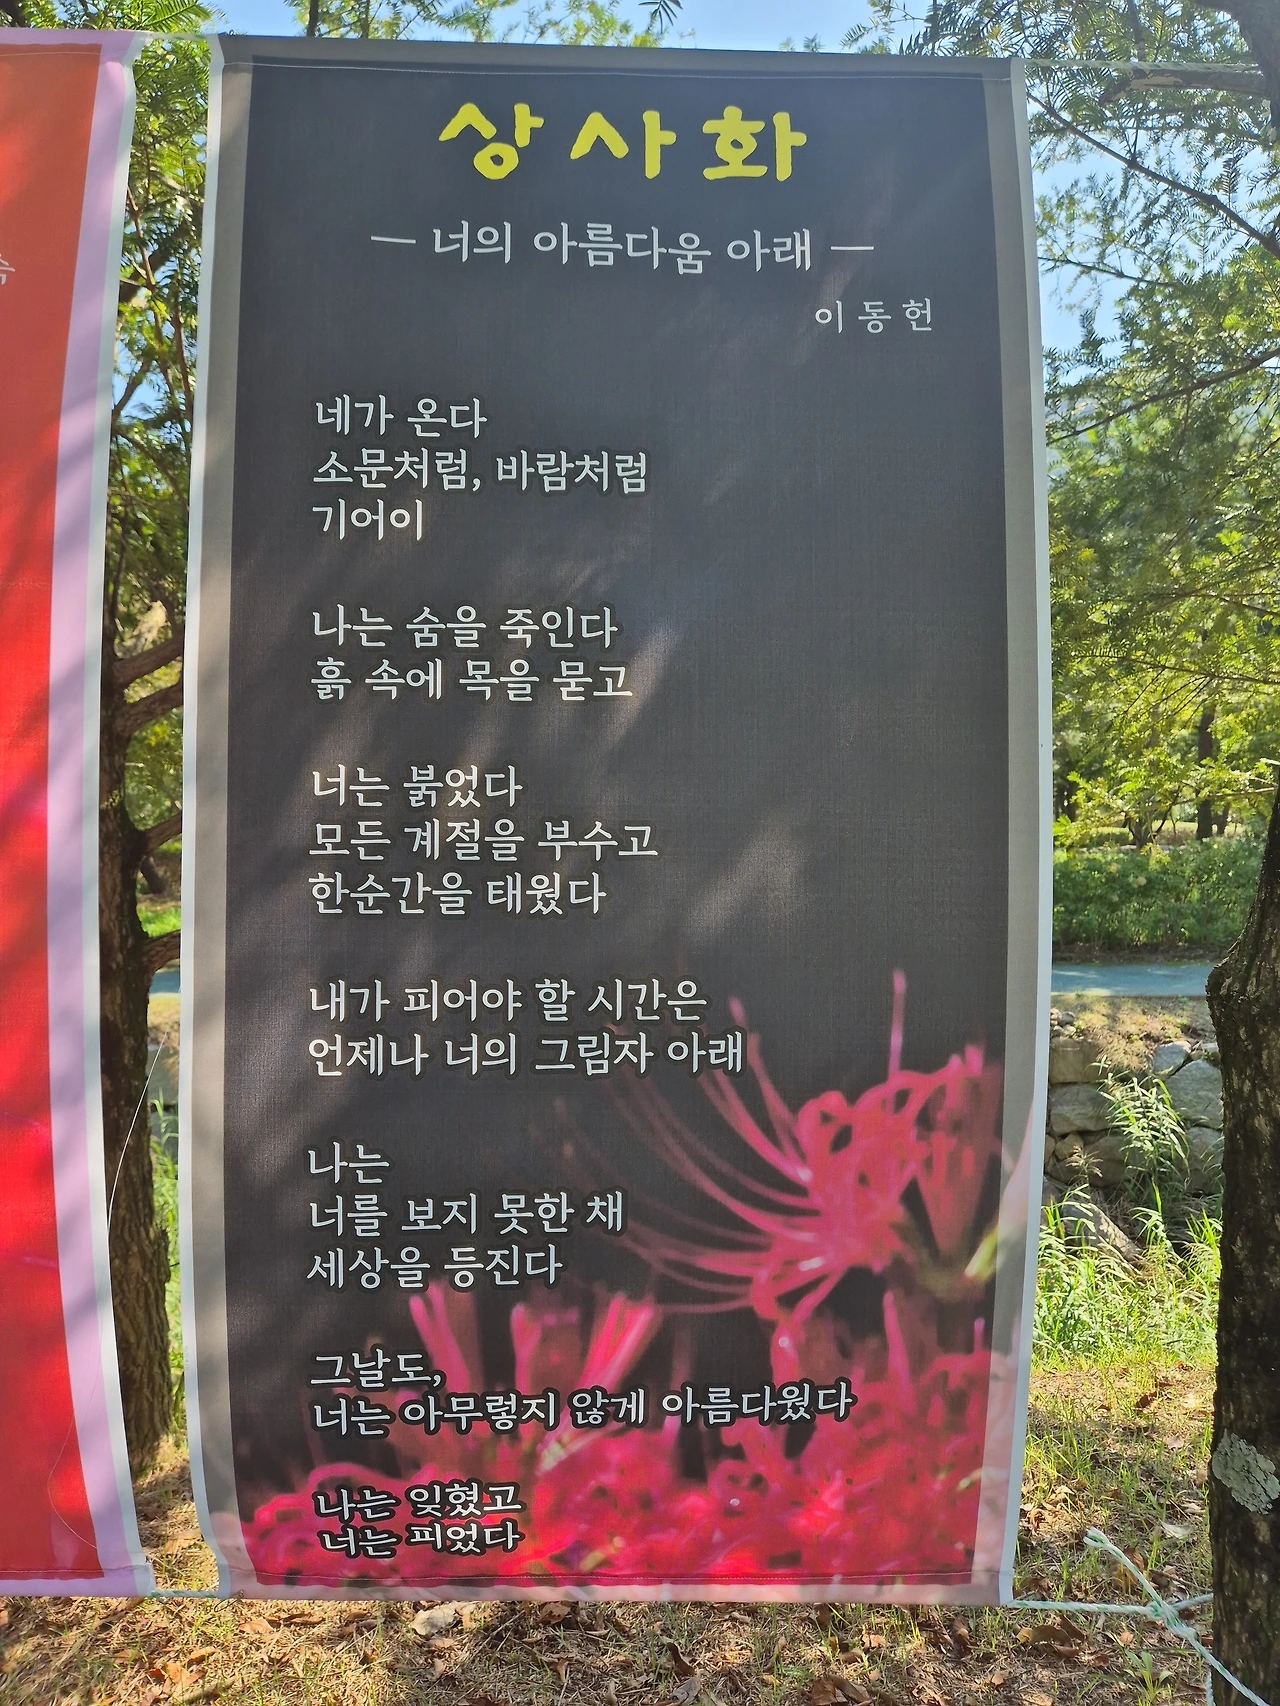 상사화
— 너의 아름다움 아래 —
이동헌
네가 온다
소문처럼, 바람처럼
기어이
나는 숨을 죽인다
흙 속에 목을 묻고
너는 붉었다
모든 계절을 부수고
한순간을 태웠다
내가 피어야 할 시간은
언제나 너의 그림자 아래
나는
너를 보지 못한 채
세상을 등진다
그날도,
너는 아무렇지 않게 아름다웠다
나는 잊혔고
너는 피었다